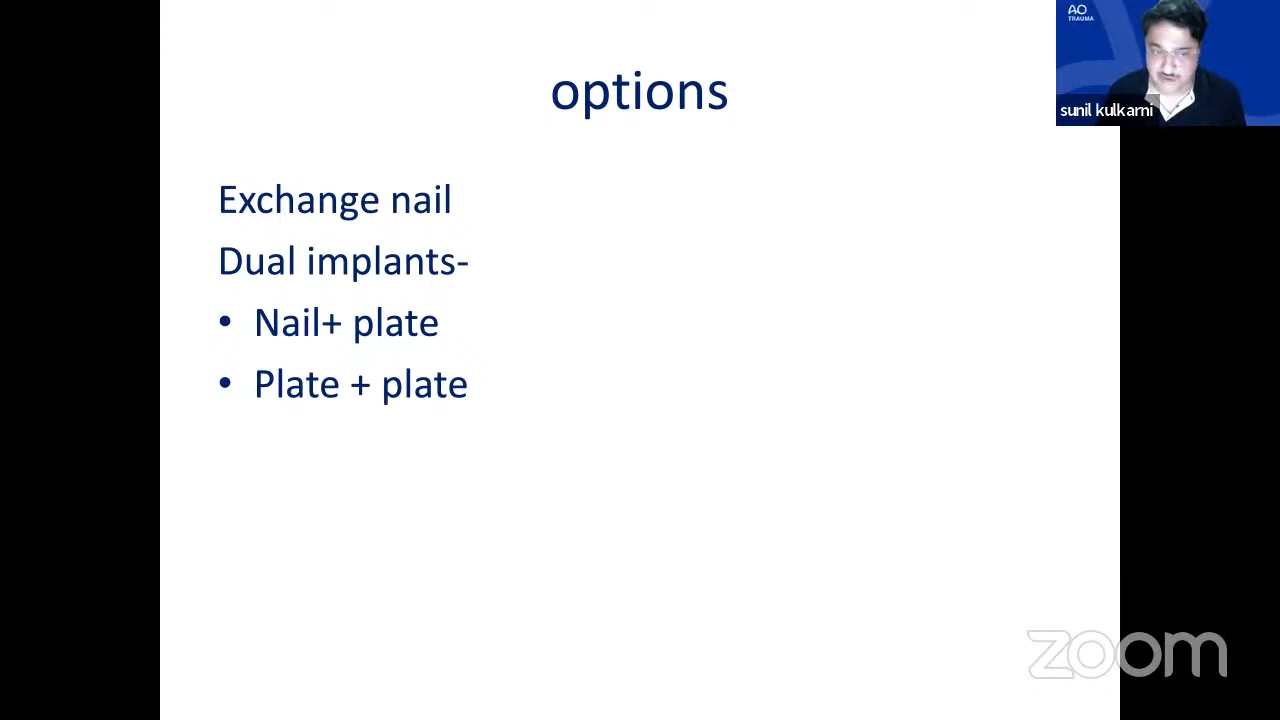 AO
TRAUMA
sunil kulkarni
options
Exchange nail
Dual implants-
• Nail+ plate
• Plate + plate
zoom